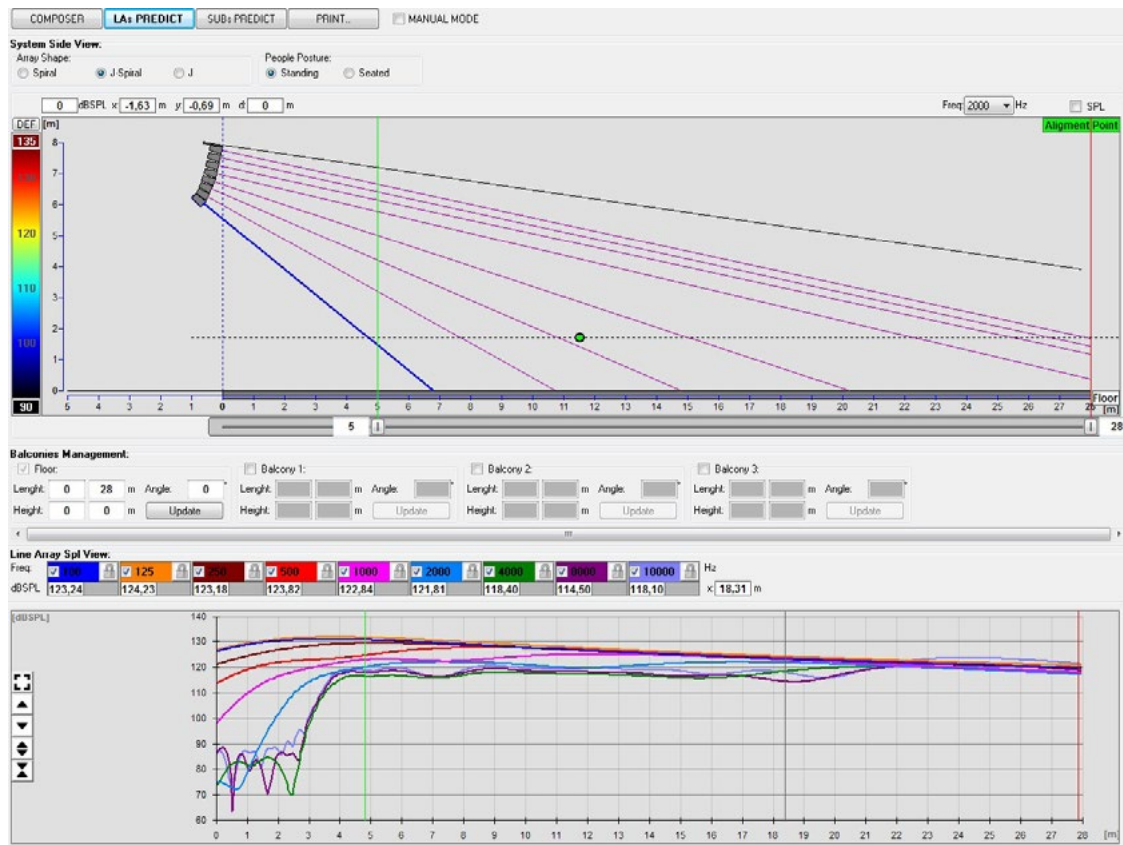 COMPOSER LAs PREDICT SUBs PREDICT PRINT.. MANUAL MODE
System Side View:
Array Shape: People Posture:
Spiral J-Spiral J Standing Seated
0 dBSPL x: -1,63 m y: -0,69 m d: 0 m Freq: 2000 Hz SPL
DEF. [m] Aligment Point
135 8
7
6
120 5
4
110 3
100 2
1
0 Floor
90 5 4 3 2 1 0 1 2 3 4 5 6 7 8 9 10 11 12 13 14 15 16 17 18 19 20 21 22 23 24 25 26 27 28 [m]
5 28
Balconies Management:
Floor: Balcony 1: Balcony 2: Balcony 3:
Lenght: 0 28 m Angle: 0 ° Lenght: m Angle: ° Lenght: m Angle: ° Lenght: m Angle: °
Height: 0 0 m Update Height: m Update Height: m Update Height: m Update
Line Array Spl View:
Freq: 100 125 250 500 1000 2000 4000 8000 10000 Hz
dBSPL 123,24 124,23 123,18 123,82 122,84 121,81 118,40 114,50 118,10 x: 18,31 m
[dBSPL] 140
130
120
110
100
90
80
70
60
0 1 2 3 4 5 6 7 8 9 10 11 12 13 14 15 16 17 18 19 20 21 22 23 24 25 26 27 28 [m]